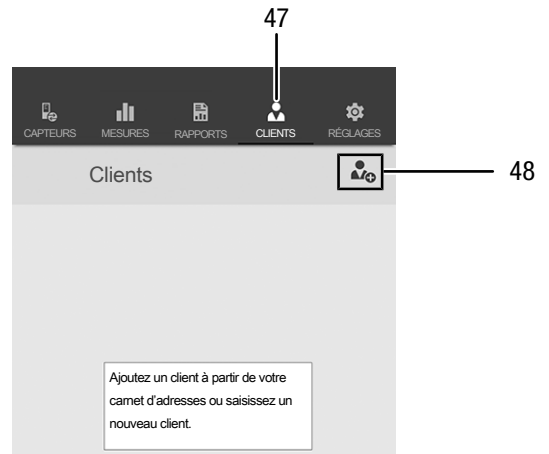 47
CAPTEURS MESURES RAPPORTS CLIENTS RÉGLAGES
Clients
48
Ajoutez un client à partir de votre
carnet d'adresses ou saisissez un
nouveau client.